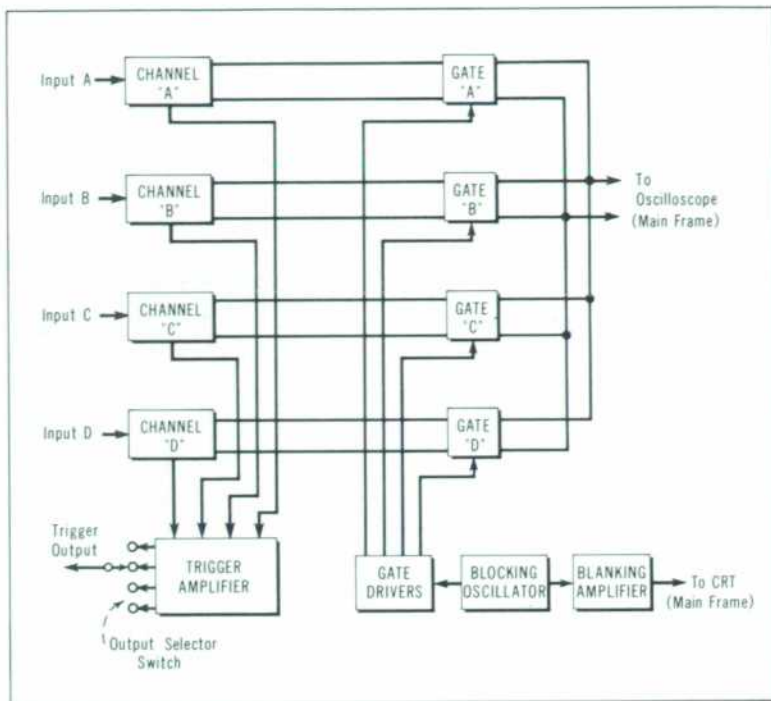 Input A
CHANNEL
"A"
GATE
"A"
Input B
CHANNEL
"B"
GATE
"B"
To
Oscilloscope
(Main Frame)
Input C
CHANNEL
"C"
GATE
"C"
Input D
CHANNEL
"D"
GATE
"D"
Trigger
Output
TRIGGER
AMPLIFIER
Output Selector
Switch
GATE
DRIVERS
BLOCKING
OSCILLATOR
BLANKING
AMPLIFIER
To CRT
(Main Frame)